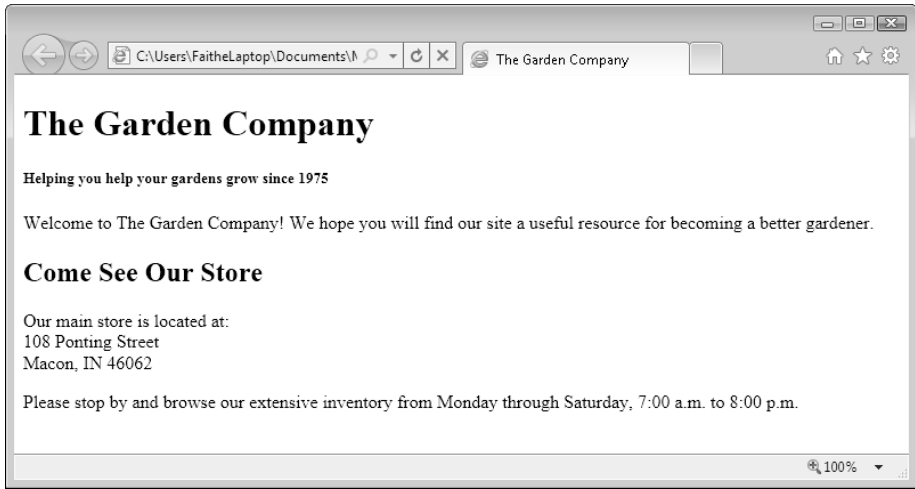 C:\Users\FaitheLaptop\Documents\
The Garden Company
The Garden Company
Helping you help your gardens grow since 1975
Welcome to The Garden Company! We hope you will find our site a useful resource for becoming a better gardener.
Come See Our Store
Our main store is located at:
108 Ponting Street
Macon, IN 46062
Please stop by and browse our extensive inventory from Monday through Saturday, 7:00 a.m. to 8:00 p.m.
100%